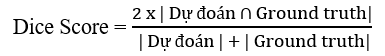 Dice Score = 2 x | Dự đoán ∩ Ground truth|
| Dự đoán | + | Ground truth|